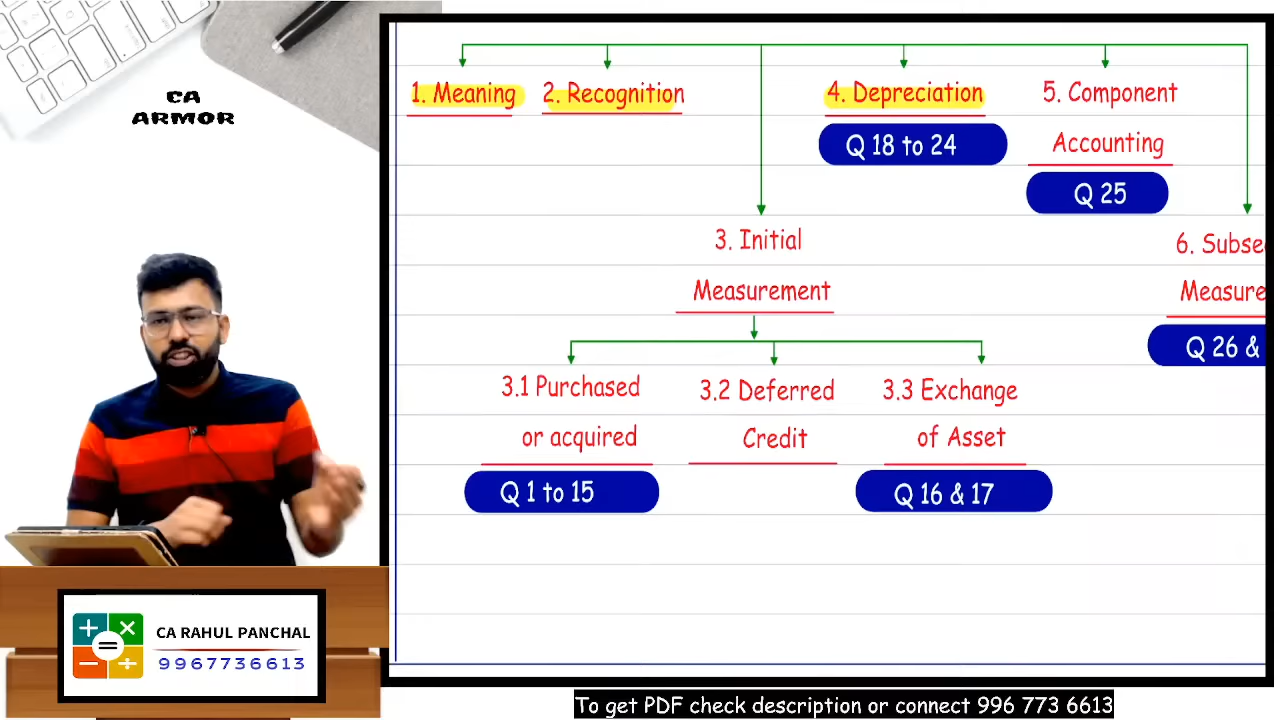 CA
ARMOR
1. Meaning
2. Recognition
4. Depreciation
Q 18 to 24
5. Component
Accounting
Q 25
3. Initial
Measurement
6. Subse
Measure
Q 26 &
3.1 Purchased
or acquired
Q 1 to 15
3.2 Deferred
Credit
3.3 Exchange
of Asset
Q 16 & 17
CA RAHUL PANCHAL
9967736613
To get PDF check description or connect 996 773 6613